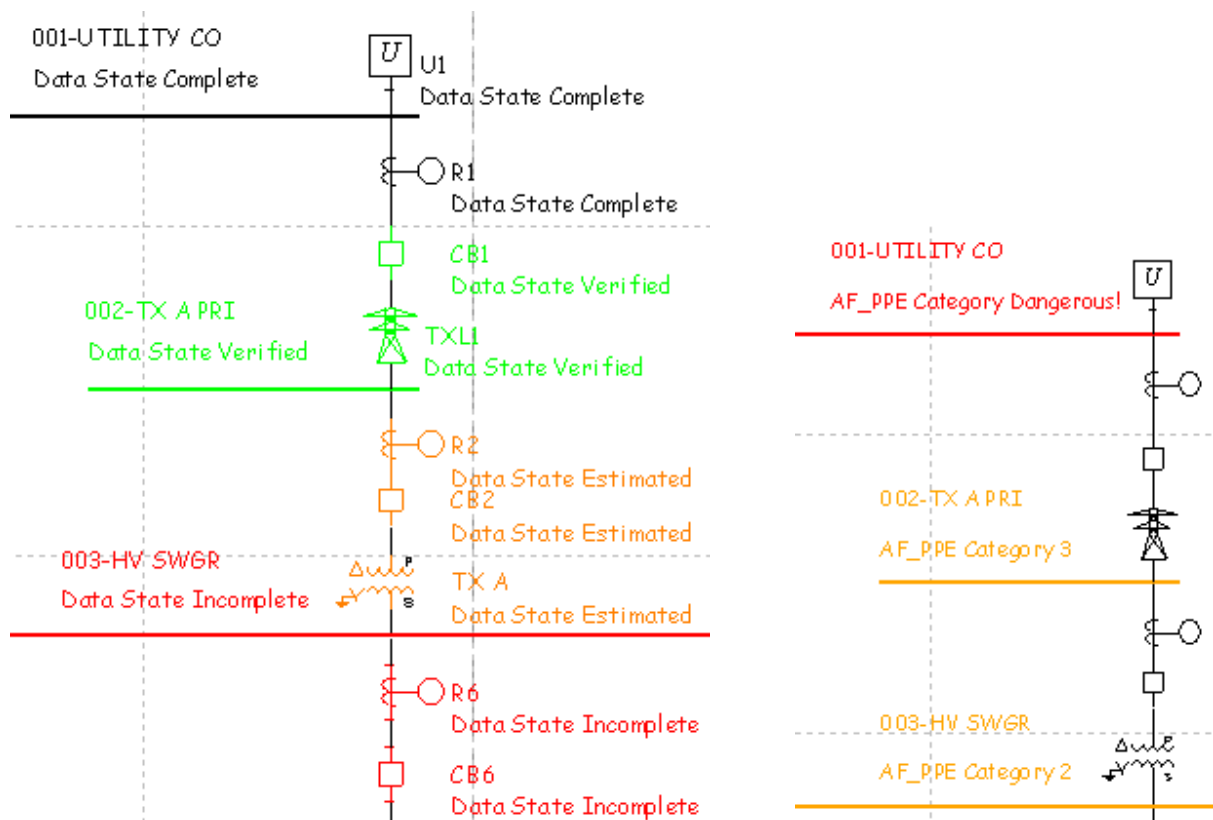 001-UTILITY CO
Data State Complete
U
U1
Data State Complete
R1
Data State Complete
CB1
Data State Verified
002-TX A PRI
Data State Verified
TXL1
Data State Verified
R2
Data State Estimated
CB2
Data State Estimated
003-HV SWGR
Data State Incomplete
P
S
TX A
Data State Estimated
R6
Data State Incomplete
CB6
Data State Incomplete
001-UTILITY CO
U
AF_PPE Category Dangerous!
002-TX A PRI
AF_PPE Category 3
003-HV SWGR
P
S
AF_PPE Category 2